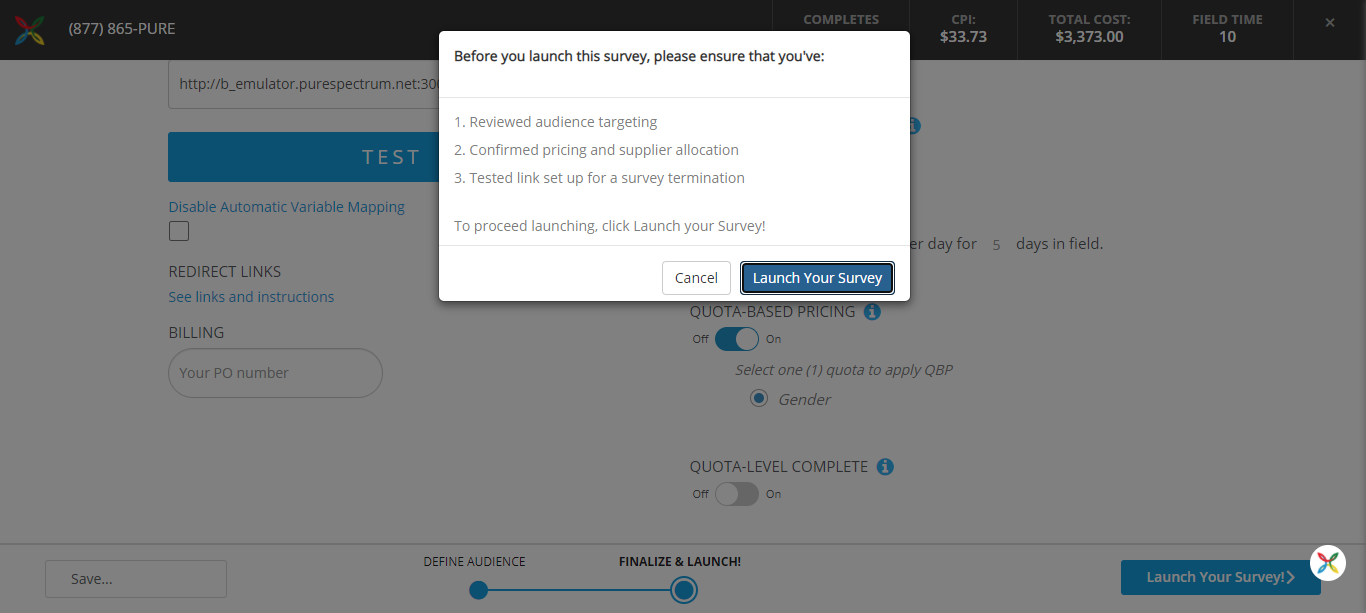 (877) 865-PURE
COMPLETES
CPI:
$33.73
TOTAL COST:
$3,373.00
FIELD TIME
10
×
Before you launch this survey, please ensure that you've:
1. Reviewed audience targeting
2. Confirmed pricing and supplier allocation
3. Tested link set up for a survey termination
To proceed launching, click Launch your Survey!
Cancel
Launch Your Survey
http://b_emulator.purespectrum.net:300
TEST
Disable Automatic Variable Mapping
REDIRECT LINKS
See links and instructions
BILLING
Your PO number
er day for 5 days in field.
QUOTA-BASED PRICING
Off On
Select one (1) quota to apply QBP
Gender
QUOTA-LEVEL COMPLETE
Off On
Save...
DEFINE AUDIENCE
FINALIZE & LAUNCH!
Launch Your Survey!